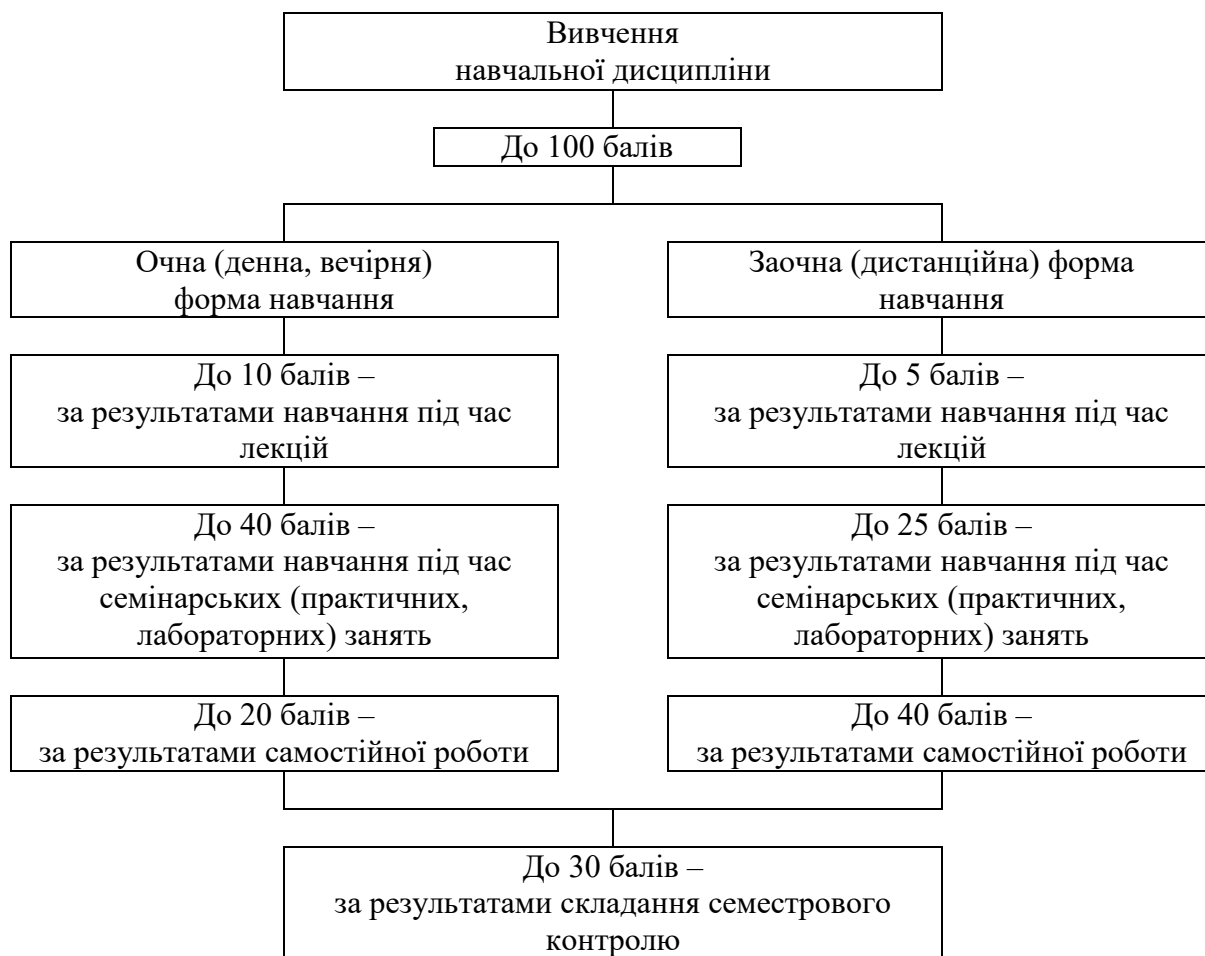 Вивчення
навчальної дисципліни
До 100 балів
Очна (денна, вечірня)
форма навчання
Заочна (дистанційна) форма
навчання
До 10 балів –
за результатами навчання під час
лекцій
До 5 балів –
за результатами навчання під час
лекцій
До 40 балів –
за результатами навчання під час
семінарських (практичних,
лабораторних) занять
До 25 балів –
за результатами навчання під час
семінарських (практичних,
лабораторних) занять
До 20 балів –
за результатами самостійної роботи
До 40 балів –
за результатами самостійної роботи
До 30 балів –
за результатами складання семестрового
контролю